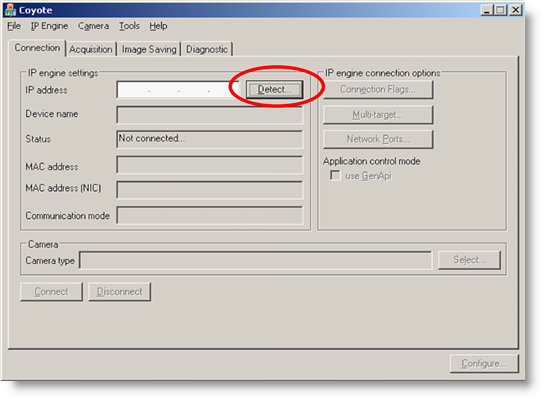 Coyote
File IP Engine Camera Tools Help
Connection Acquisition Image Saving Diagnostic
IP engine settings
IP address . . . Detect...
Device name
Status Not connected...
MAC address
MAC address (NIC)
Communication mode
IP engine connection options
Connection Flags...
Multi-target...
Network Ports...
Application control mode
use GenApi
Camera
Camera type Select...
Connect Disconnect
Configure...